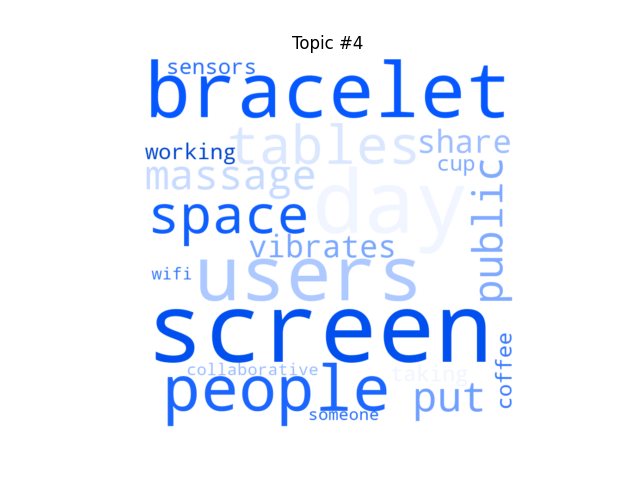 Topic #4
sensors
bracelet
tables
share
working
cup
massage
day
public
space
vibrates
users
wifi
screen
coffee
collaborative
taking
people
put
someone